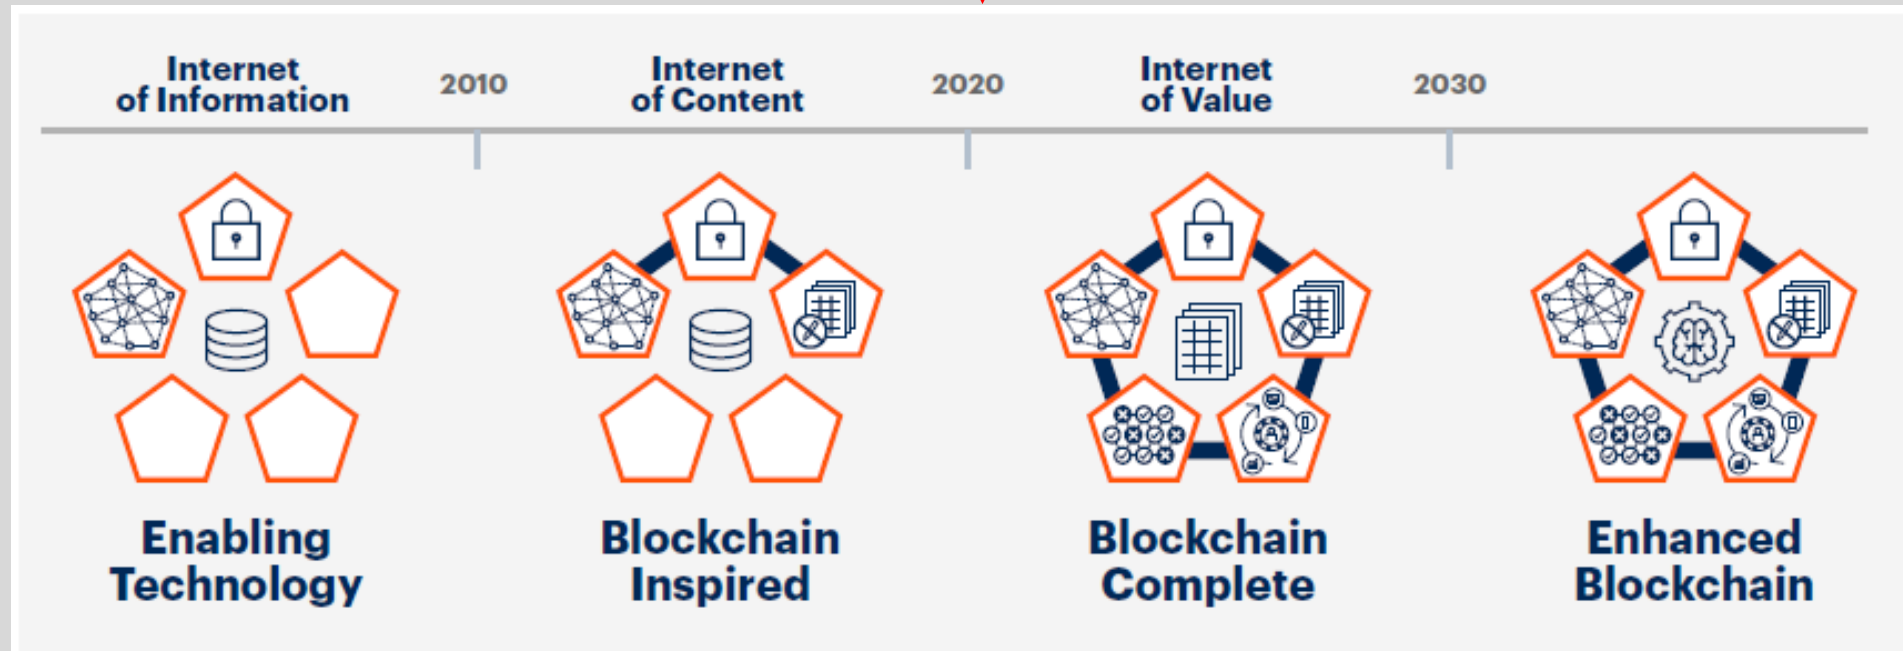 Internet
of Information
2010
Internet
of Content
2020
Internet
of Value
2030
Enabling
Technology
Blockchain
Inspired
Blockchain
Complete
Enhanced
Blockchain